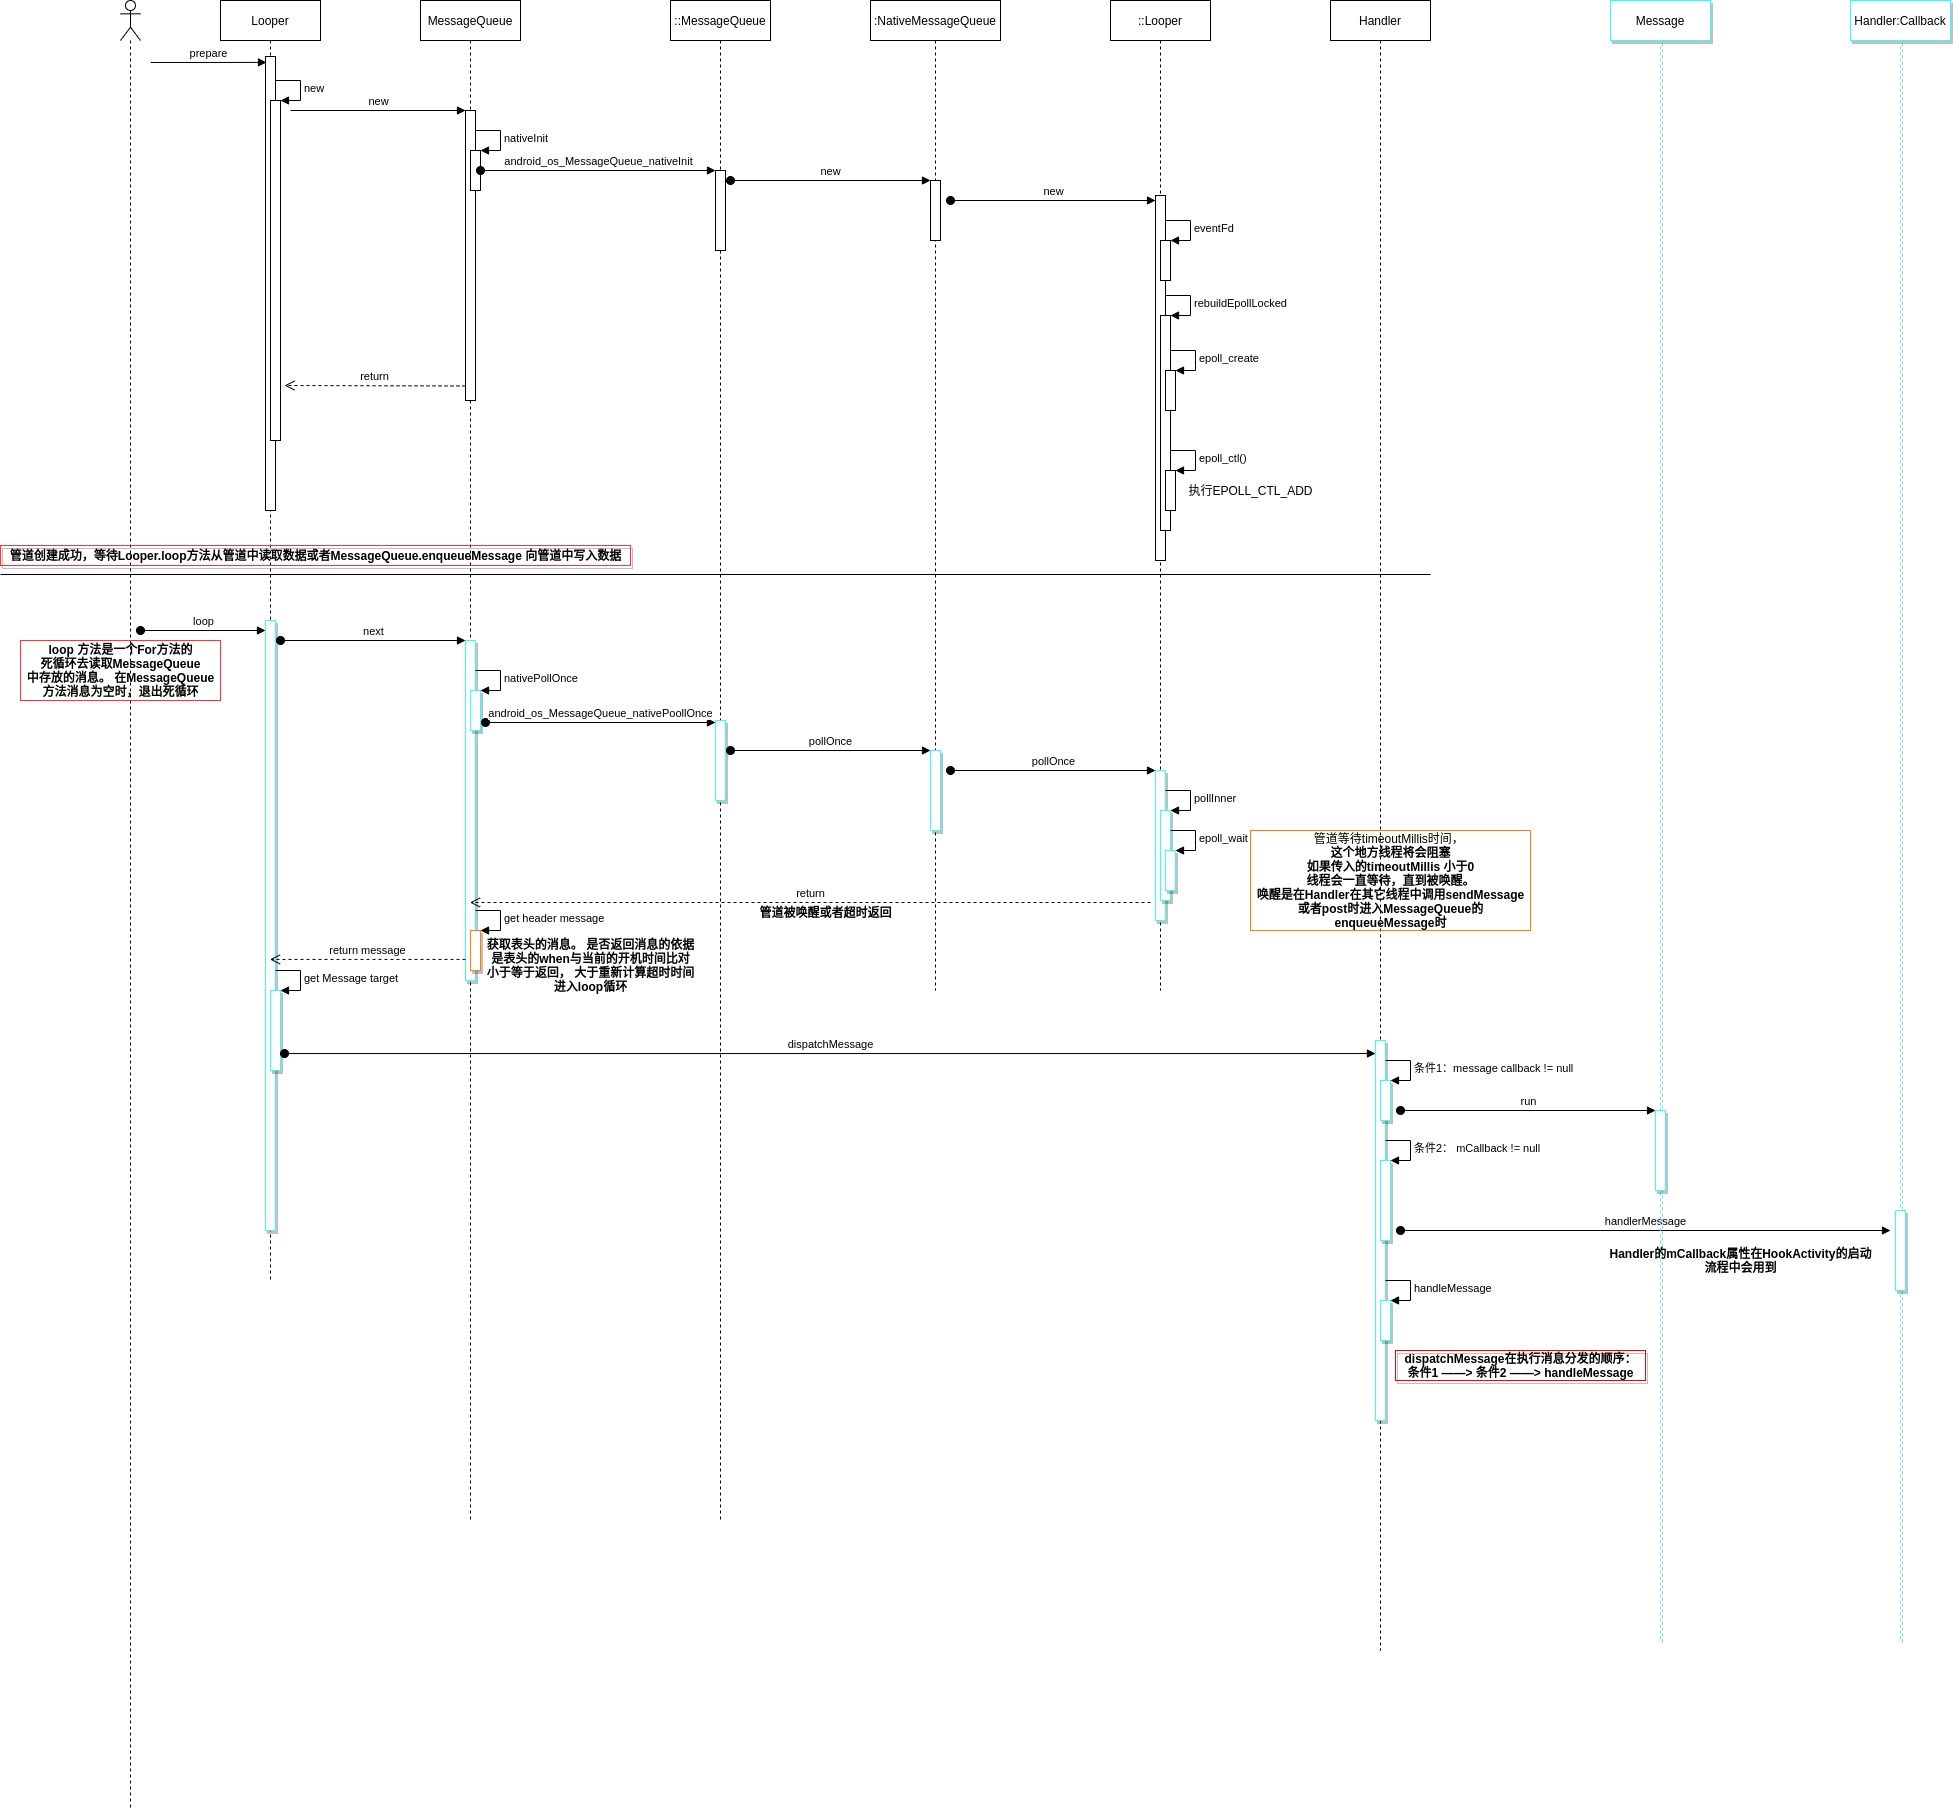 Looper
MessageQueue
::MessageQueue
:NativeMessageQueue
::Looper
Handler
Message
Handler:Callback
prepare
new
new
nativeInit
android_os_MessageQueue_nativeInit
new
new
eventFd
rebuildEpollLocked
epoll_create
return
epoll_ctl()
执行EPOLL_CTL_ADD
管道创建成功，等待Looper.loop方法从管道中读取数据或者MessageQueue.enqueueMessage 向管道中写入数据
loop
next
loop 方法是一个For方法的
死循环去读取MessageQueue
中存放的消息。 在MessageQueue
方法消息为空时，退出死循环
nativePollOnce
android_os_MessageQueue_nativePoollOnce
pollOnce
pollOnce
pollInner
epoll_wait
管道等待timeoutMillis时间，
这个地方线程将会阻塞
如果传入的timeoutMillis 小于0
线程会一直等待，直到被唤醒。
唤醒是在Handler在其它线程中调用sendMessage
或者post时进入MessageQueue的
enqueueMessage时
return
管道被唤醒或者超时返回
get header message
获取表头的消息。 是否返回消息的依据
是表头的when与当前的开机时间比对
小于等于返回， 大于重新计算超时时间
进入loop循环
return message
get Message target
dispatchMessage
条件1：message callback != null
run
条件2： mCallback != null
handlerMessage
Handler的mCallback属性在HookActivity的启动
流程中会用到
handleMessage
dispatchMessage在执行消息分发的顺序：
条件1 ——> 条件2 ——> handleMessage